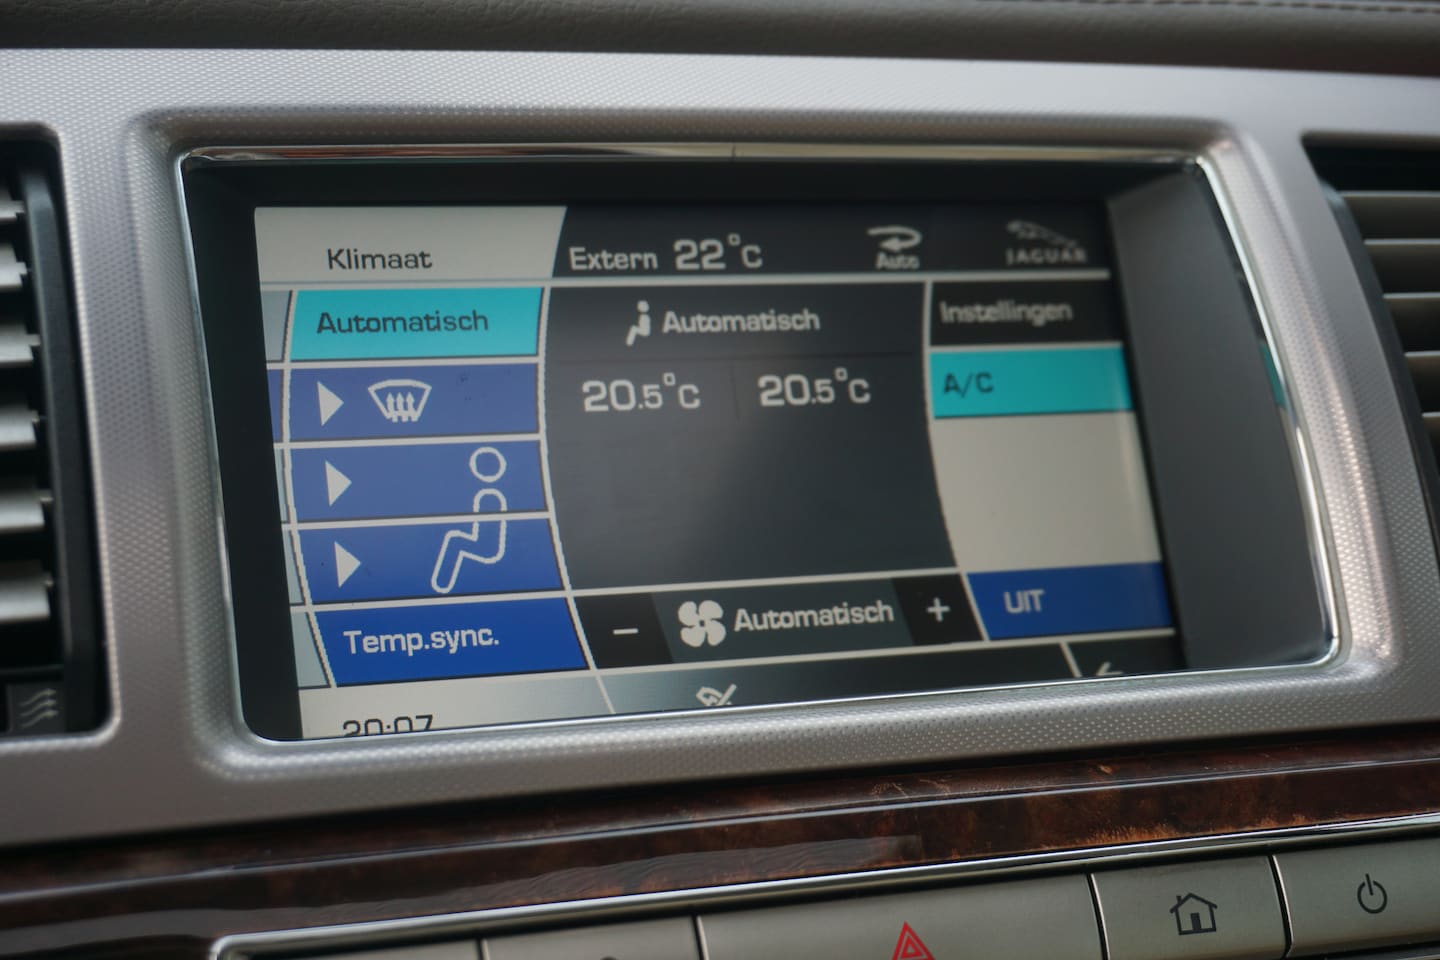 Klimaat
Extern 22°C
Auto
JAGUAR
Automatisch
Automatisch
Instellingen
20.5°C
20.5°C
A/C
- Automatisch +
UIT
Temp.sync.
20:07